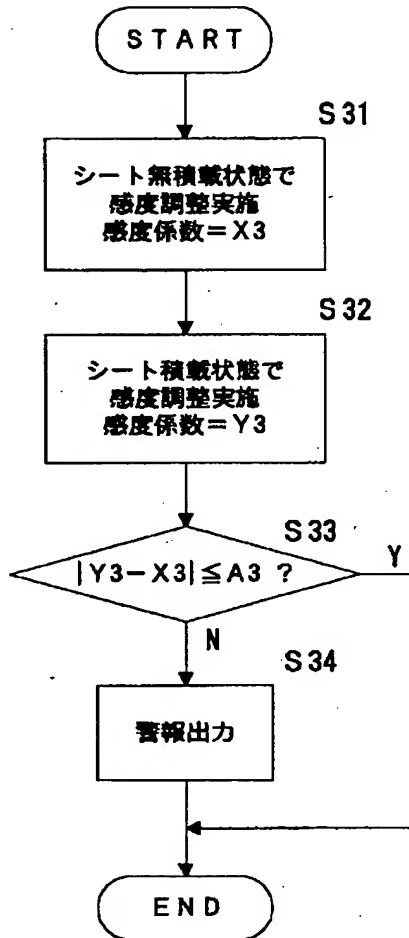 START
S31
シート無積載状態で
感度調整実施
感度係数=X3
S32
シート積載状態で
感度調整実施
感度係数=Y3
S33
|Y3-X3|≦A3 ?
Y
N
S34
警報出力
END